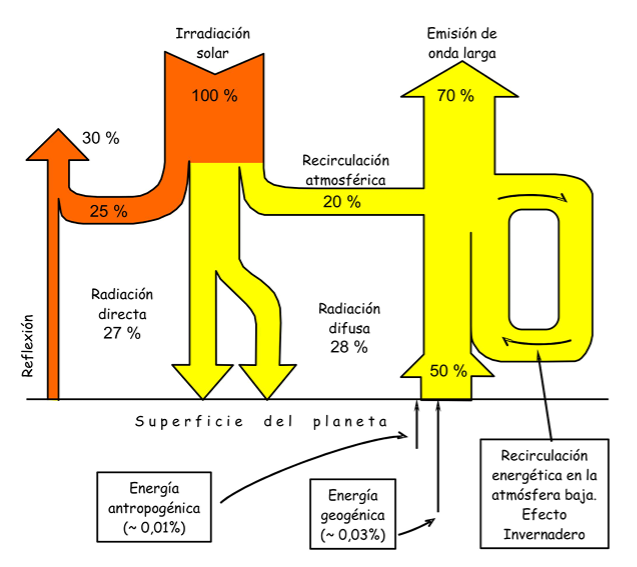 Irradiación
solar
100 %
Emisión de
onda larga
70 %
30 %
25 %
Recirculación
atmosférica
20 %
Radiación
directa
27 %
Radiación
difusa
28 %
Reflexión
50 %
Superficie del planeta
Energía
antropogénica
(~ 0,01%)
Energía
geogénica
(~ 0,03%)
Recirculación
energética en la
atmósfera baja.
Efecto
Invernadero